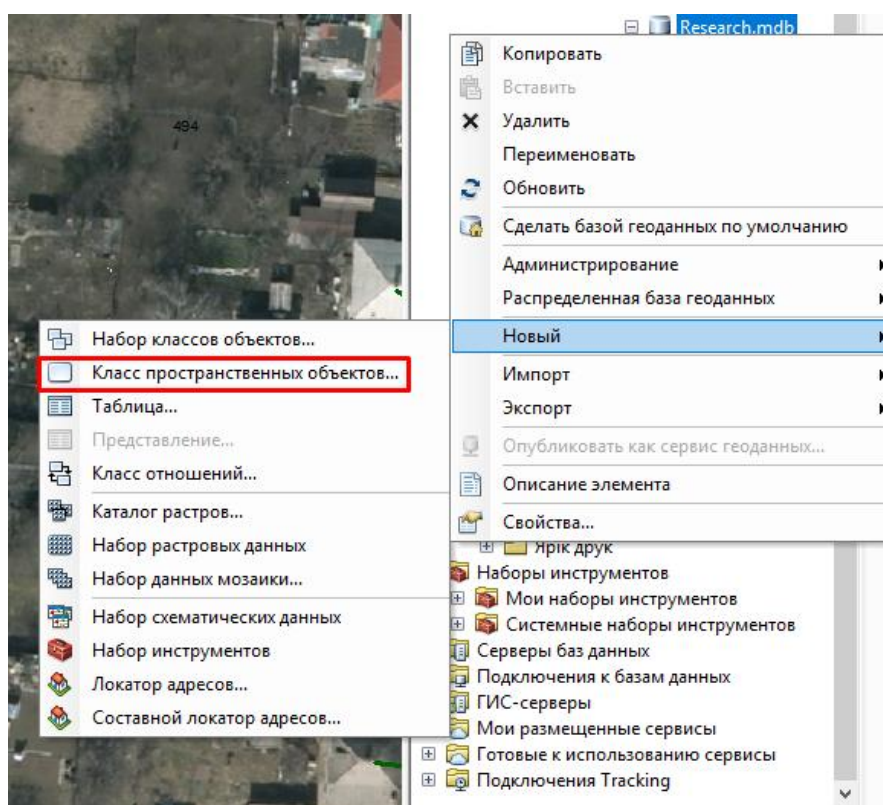 Research.mdb
494
Копировать
Вставить
Удалить
Переименовать
Обновить
Сделать базой геоданных по умолчанию
Администрирование
Распределенная база геоданных
Новый
Импорт
Экспорт
Опубликовать как сервис геоданных...
Описание элемента
Свойства...
Набор классов объектов...
Класс пространственных объектов...
Таблица...
Представление...
Класс отношений...
Каталог растров...
Набор растровых данных
Набор данных мозаики...
Набор схематических данных
Набор инструментов
Локатор адресов...
Составной локатор адресов...
Ярік друк
Наборы инструментов
Мои наборы инструментов
Системные наборы инструментов
Серверы баз данных
Подключения к базам данных
ГИС-серверы
Мои размещенные сервисы
Готовые к использованию сервисы
Подключения Tracking